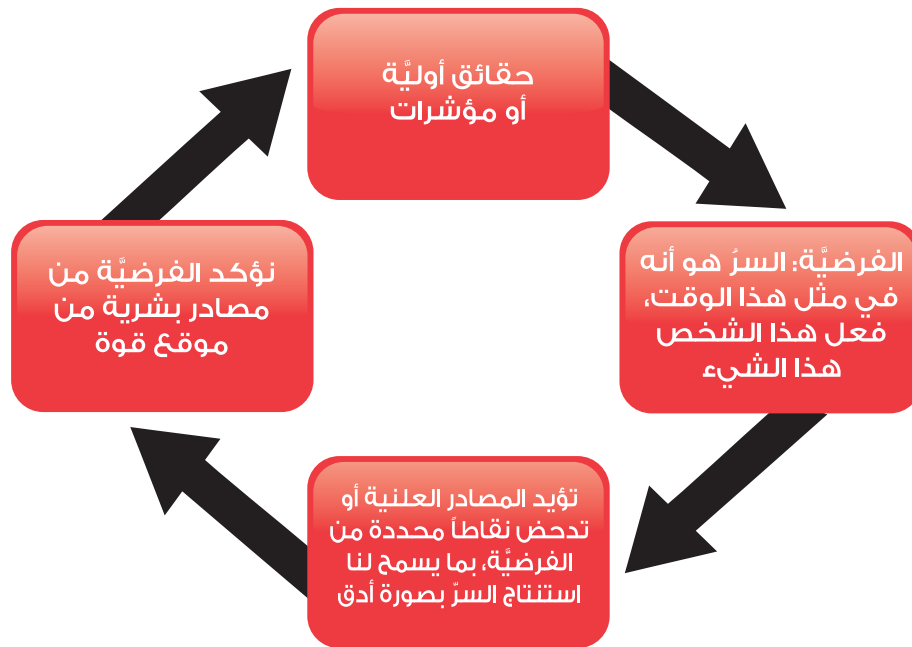 حقائق أوليَّة
أو مؤشرات
الفرضيَّة: السرُ هو أنه
في مثل هذا الوقت،
فعل هذا الشخص
هذا الشيء
تؤيد المصادر العلنية أو
تدحض نقاطاً محددة من
الفرضيَّة، بما يسمح لنا
استنتاج السرّ بصورة أدق
نؤكد الفرضيَّة من
مصادر بشرية من
موقع قوة